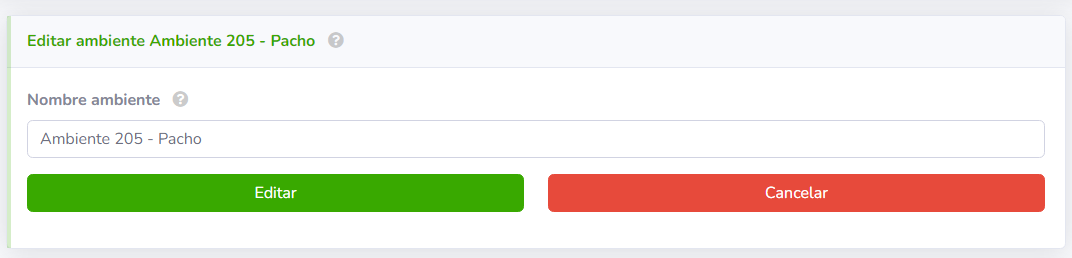 Editar ambiente Ambiente 205 - Pacho ?
Nombre ambiente ?
Ambiente 205 - Pacho
Editar Cancelar